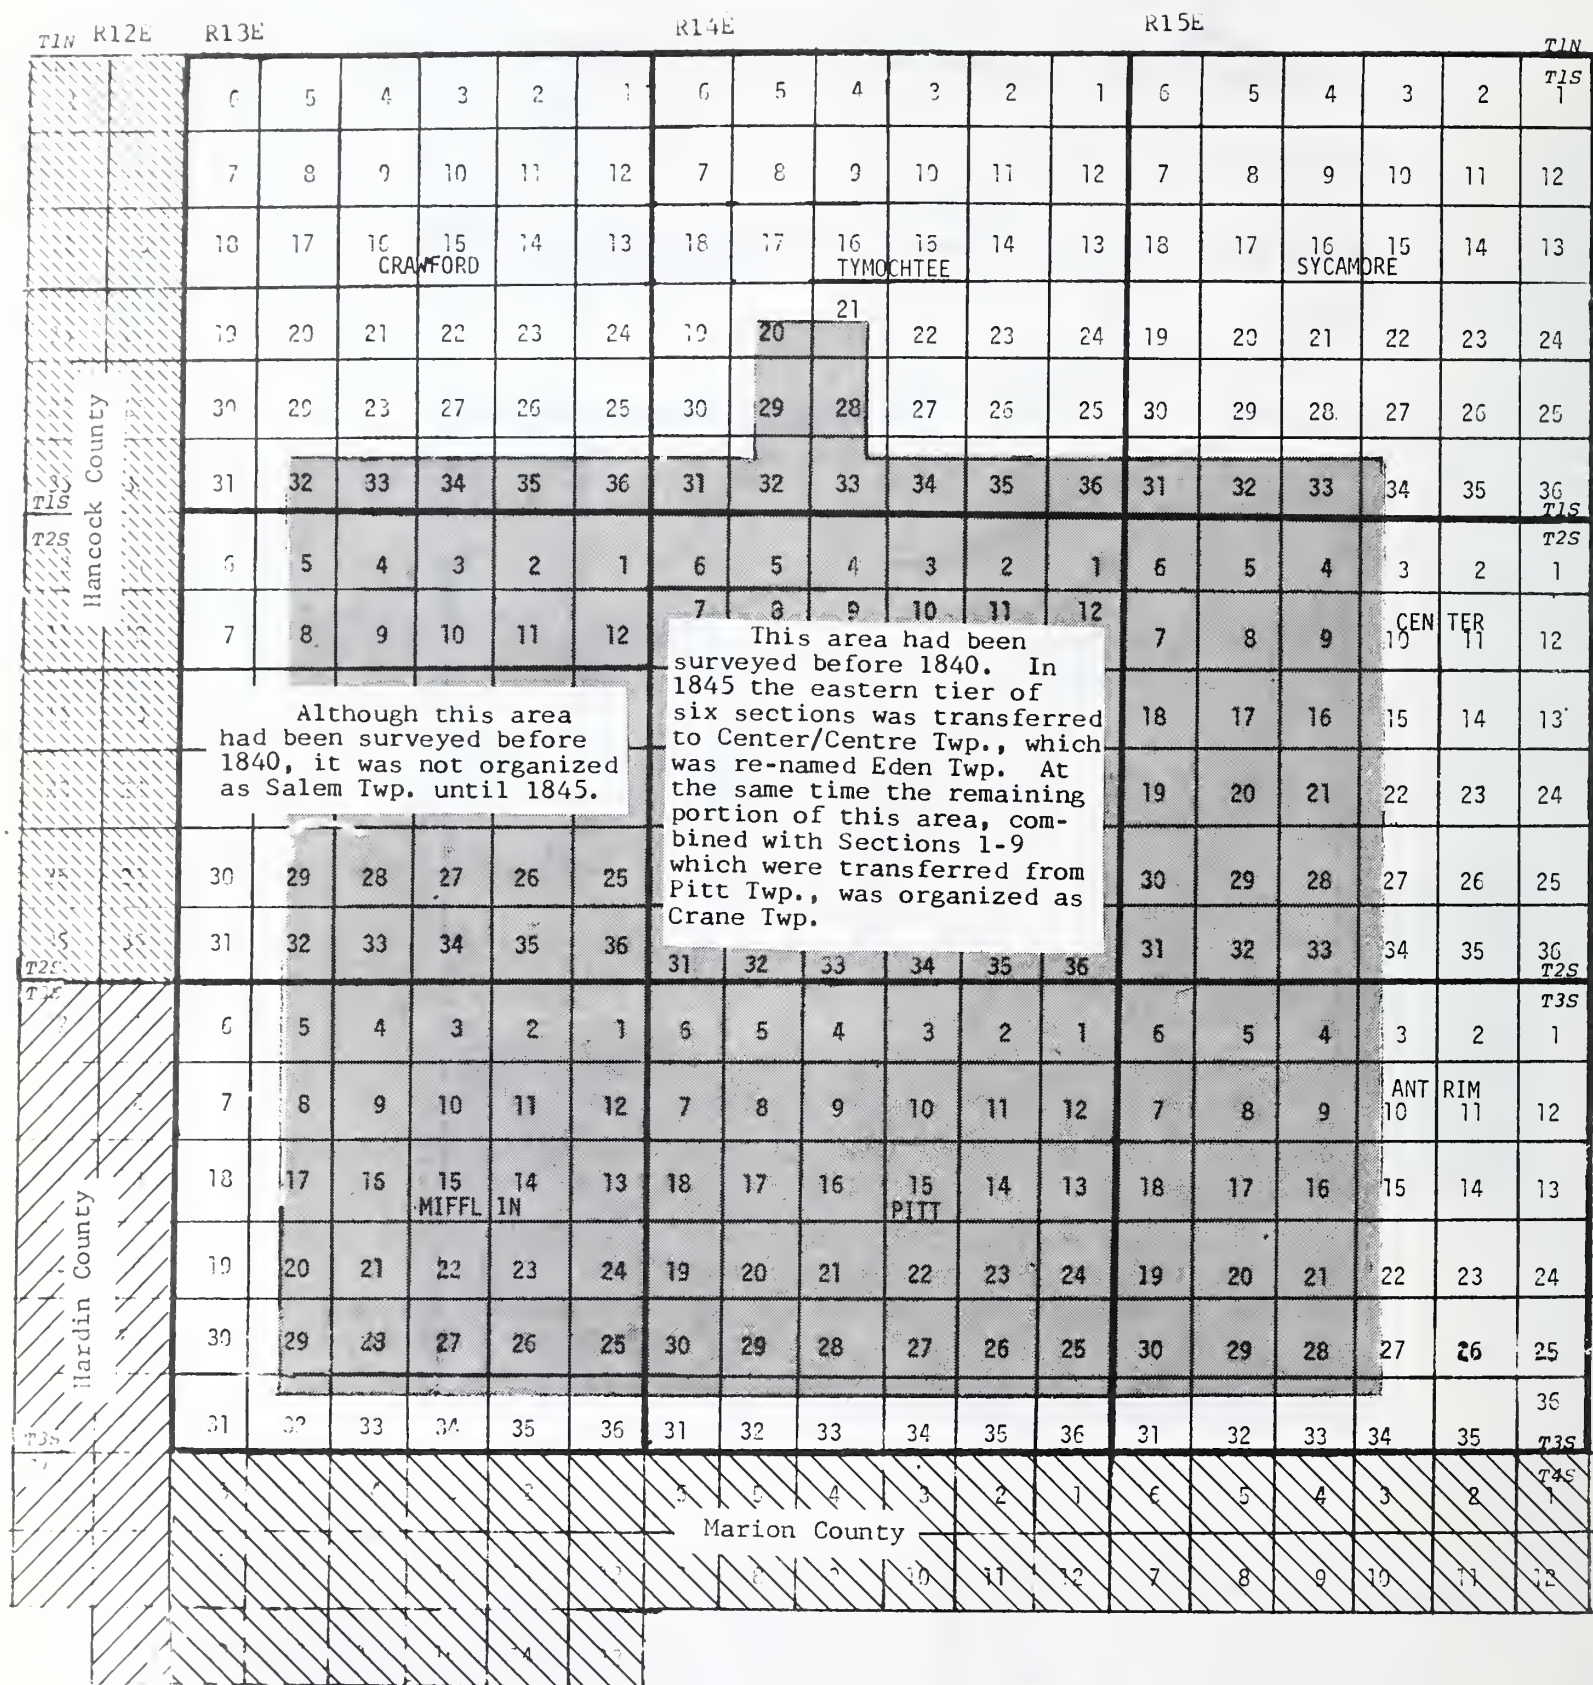 R12E R13E R14E R15E
T1N T1N
T1S
6 5 4 3 2 1 6 5 4 3 2 1 6 5 4 3 2 1
7 8 9 10 11 12 7 8 9 10 11 12 7 8 9 10 11 12
18 17 16 15 14 13 18 17 16 15 14 13 18 17 16 15 14 13
CRAWFORD TYMOCHTEE SYCAMORE
19 20 21 22 23 24 19 20 21 22 23 24 19 20 21 22 23 24
30 29 28 27 26 25 30 29 28 27 26 25 30 29 28. 27 26 25
31 32 33 34 35 36 31 32 33 34 35 36 31 32 33 34 35 36
T1S T1S
Hancock County
T2S T2S
6 5 4 3 2 1 6 5 4 3 2 1 6 5 4 3 2 1
7 8 9 10 11 12 7 8 9 10 11 12 7 8 9 10 11 12
CENTER
Although this area
had been surveyed before
1840, it was not organized
as Salem Twp. until 1845.
This area had been
surveyed before 1840. In
1845 the eastern tier of
six sections was transferred
to Center/Centre Twp., which
was re-named Eden Twp. At
the same time the remaining
portion of this area, com-
bined with Sections 1-9
which were transferred from
Pitt Twp., was organized as
Crane Twp.
18 17 16 15 14 13
19 20 21 22 23 24
30 29 28 27 26 25 30 29 28 27 26 25
31 32 33 34 35 36 31 32 33 34 35 36 31 32 33 34 35 36
T2S T2S
T3S T3S
6 5 4 3 2 1 6 5 4 3 2 1 6 5 4 3 2 1
ANTRIM
7 8 9 10 11 12 7 8 9 10 11 12 7 8 9 10 11 12
18 17 16 15 14 13 18 17 16 15 14 13 18 17 16 15 14 13
MIFFLIN PITT
Hardin County
19 20 21 22 23 24 19 20 21 22 23 24 19 20 21 22 23 24
30 29 28 27 26 25 30 29 28 27 26 25 30 29 28 27 26 25
31 32 33 34 35 36 31 32 33 34 35 36 31 32 33 34 35 36
T3S T3S
T4S
5 4 3 2 1 6 5 4 3 2 1
Marion County
8 10 11 12 7 8 9 10 11 12